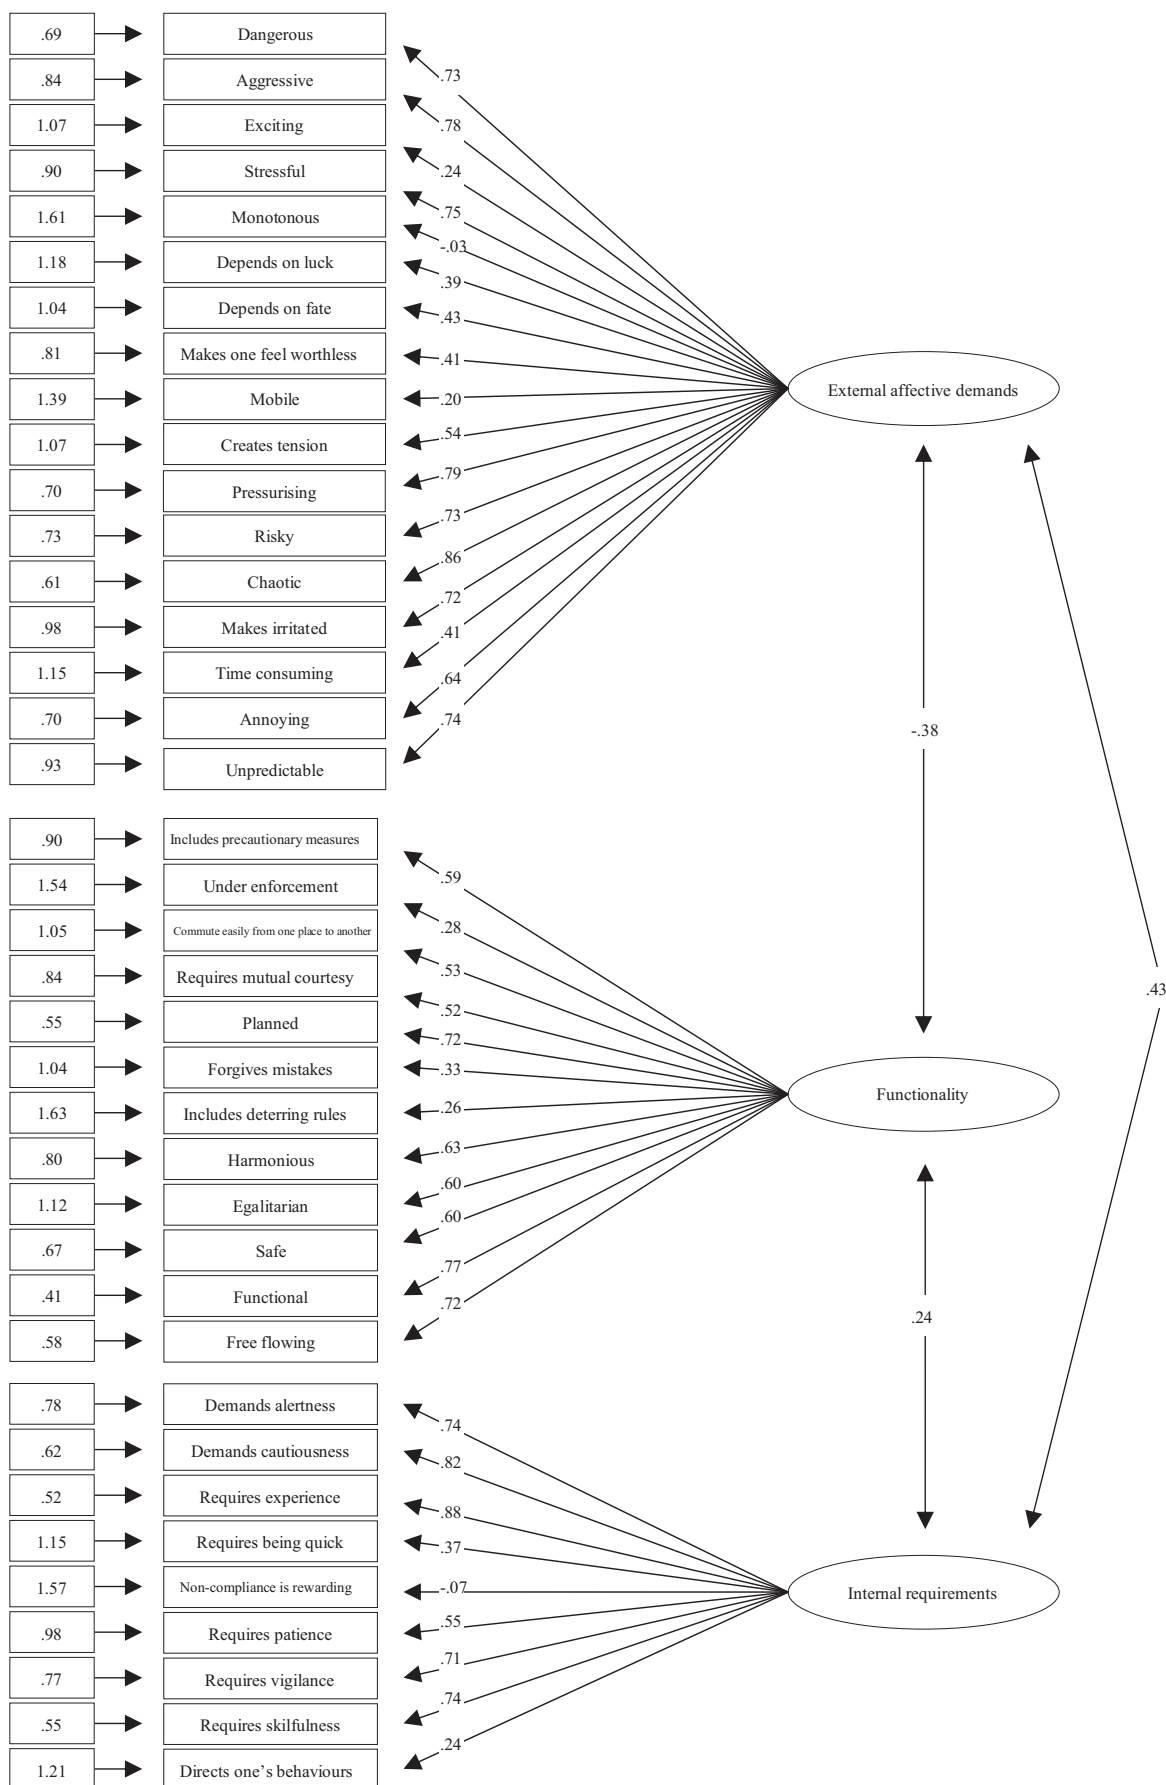 .69 Dangerous
.73
.84 Aggressive
.78
1.07 Exciting
.24
.90 Stressful
.75
1.61 Monotonous
-.03
1.18 Depends on luck
.39
1.04 Depends on fate
.43
.81 Makes one feel worthless
.41
1.39 Mobile
.20
External affective demands
1.07 Creates tension
.54
.70 Pressurising
.79
.73 Risky
.73
.61 Chaotic
.86
.98 Makes irritated
.72
1.15 Time consuming
.41
.70 Annoying
.64
.93 Unpredictable
.74
-.38
.90 Includes precautionary measures
.59
1.54 Under enforcement
.28
1.05 Commute easily from one place to another
.53
.84 Requires mutual courtesy
.52
.43
.55 Planned
.72
1.04 Forgives mistakes
.33
Functionality
1.63 Includes deterring rules
.26
.80 Harmonious
.63
1.12 Egalitarian
.60
.67 Safe
.60
.41 Functional
.77
.58 Free flowing
.72
.24
.78 Demands alertness
.74
.62 Demands cautiousness
.82
.52 Requires experience
.88
1.15 Requires being quick
.37
1.57 Non-compliance is rewarding
-.07
Internal requirements
.98 Requires patience
.55
.77 Requires vigilance
.71
.55 Requires skilfulness
.74
1.21 Directs one's behaviours
.24